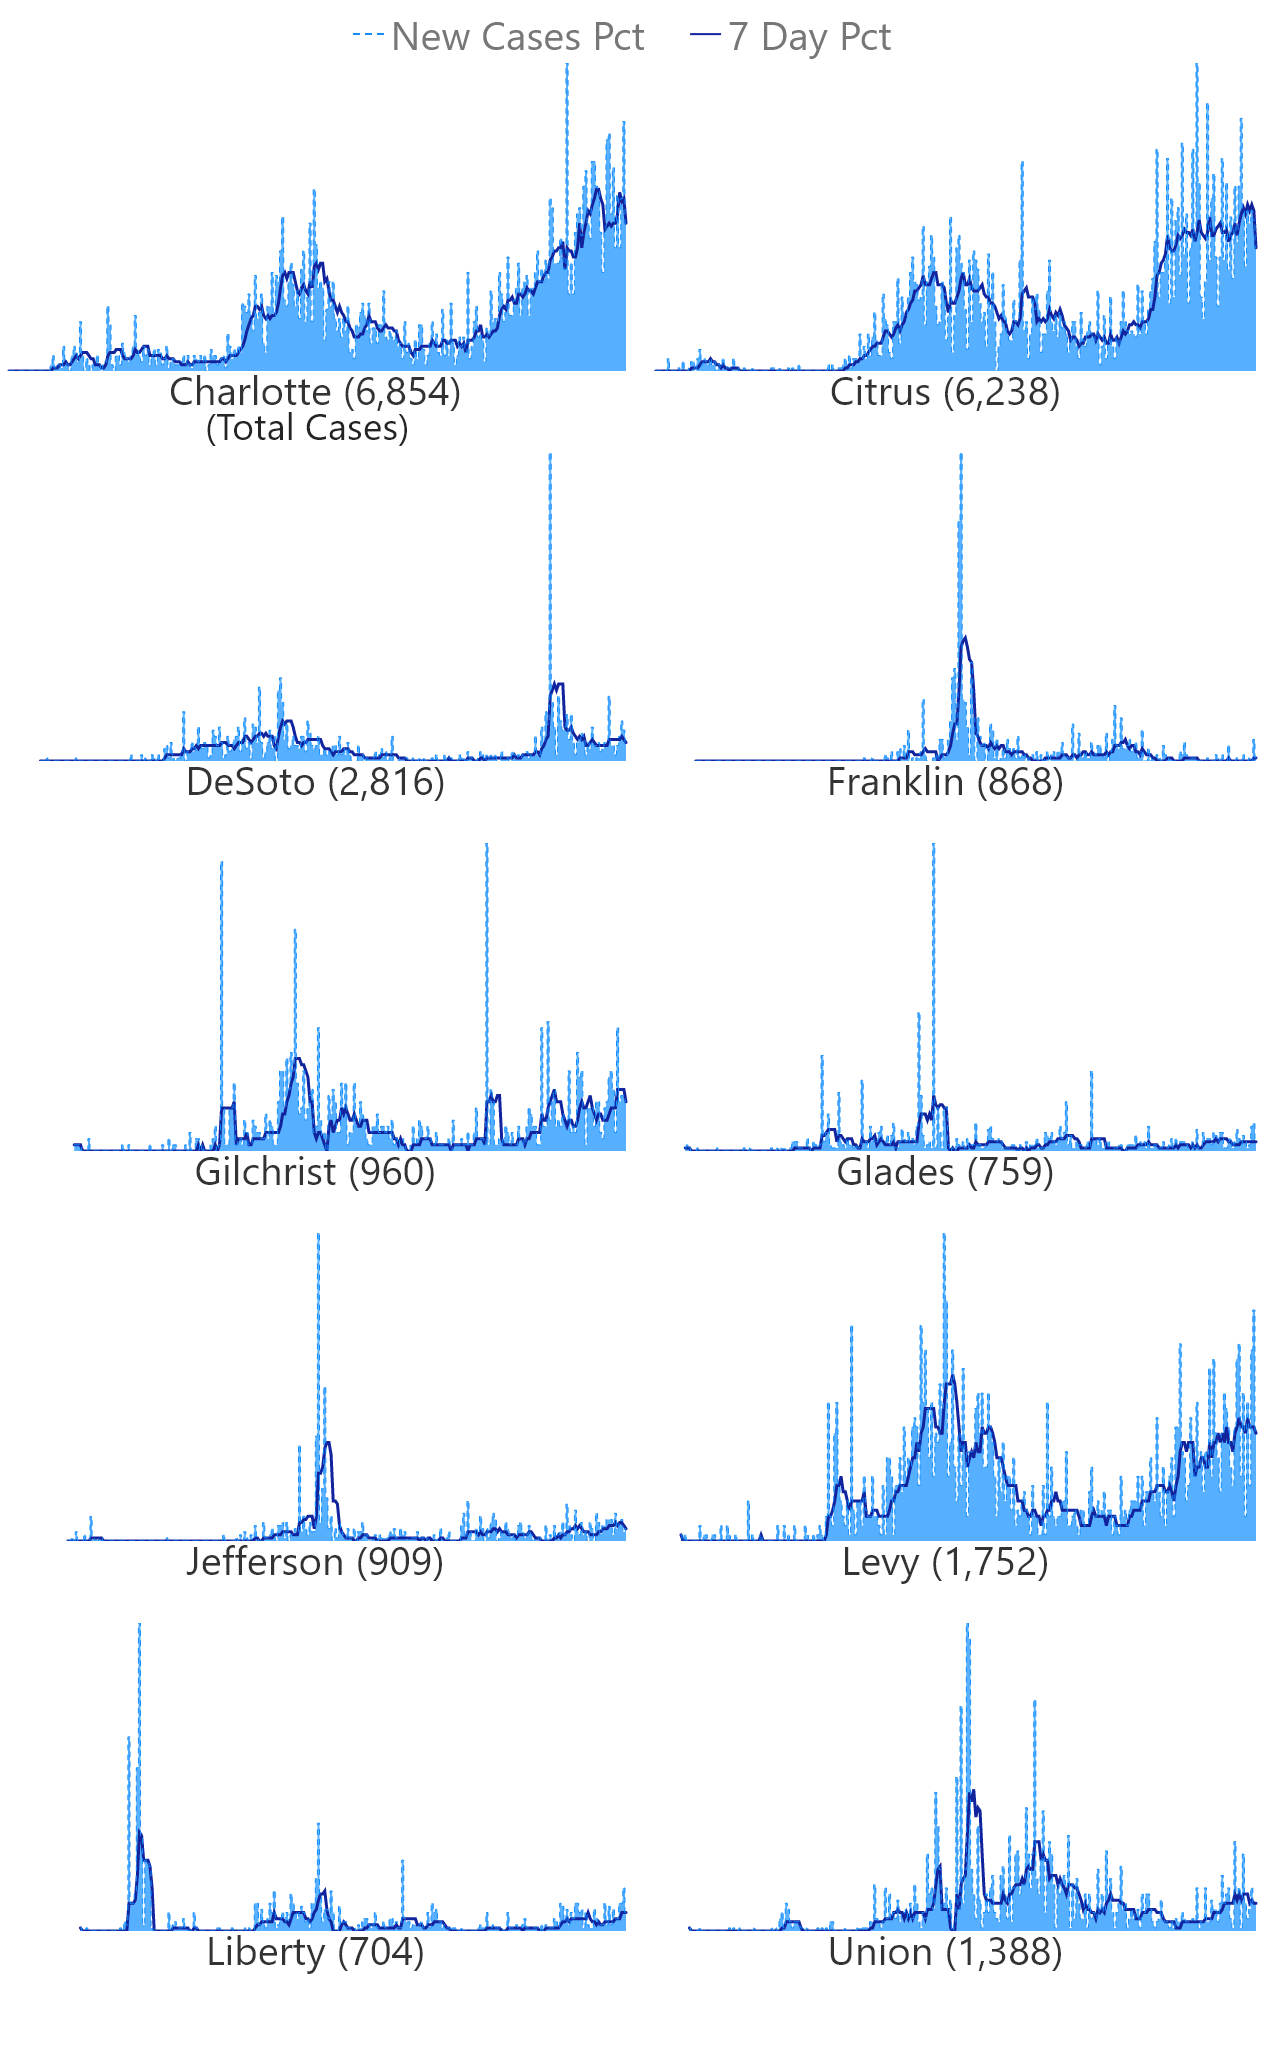 New Cases Pct 7 Day Pct
Charlotte (6,854) Citrus (6,238)
(Total Cases)
DeSoto (2,816) Franklin (868)
Gilchrist (960) Glades (759)
Jefferson (909) Levy (1,752)
Liberty (704) Union (1,388)